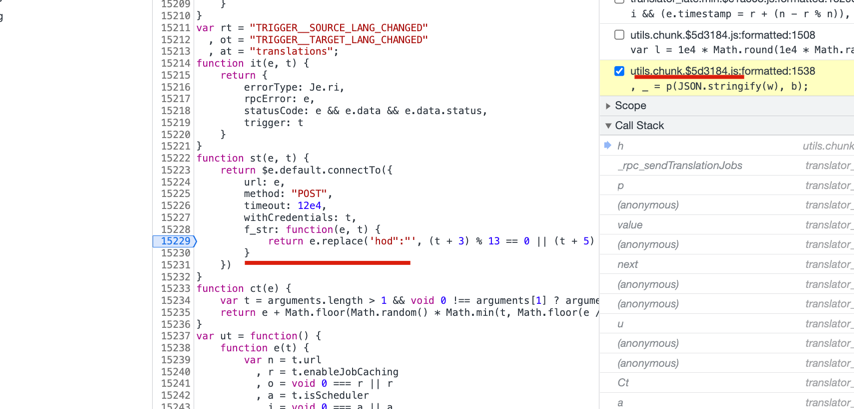 15209
}
15210 }
15211 var rt = "TRIGGER__SOURCE_LANG_CHANGED"
15212 , ot = "TRIGGER__TARGET_LANG_CHANGED"
15213 , at = "translations";
15214 function it(e, t) {
15215 return {
15216 errorType: Je.ri,
15217 rpcError: e,
15218 statusCode: e && e.data && e.data.status,
15219 trigger: t
15220 }
15221 }
15222 function st(e, t) {
15223 return $e.default.connectTo({
15224 url: e,
15225 method: "POST",
15226 timeout: 12e4,
15227 withCredentials: t,
15228 f_str: function(e, t) {
15229 return e.replace('hod":"', (t + 3) % 13 == 0 || (t + 5)
15230 }
15231 })
15232 }
15233 function ct(e) {
15234 var t = arguments.length > 1 && void 0 !== arguments[1] ? argume
15235 return e + Math.floor(Math.random() * Math.min(t, Math.floor(e /
15236 }
15237 var ut = function() {
15238 function e(t) {
15239 var n = t.url
15240 , r = t.enableJobCaching
15241 , o = void 0 === r || r
15242 , a = t.isScheduler
15243 , i = void 0 === a || a
i && (e.timestamp = r + (n - r % n)),
utils.chunk.$5d3184.js:formatted:1508
var l = 1e4 * Math.round(1e4 * Math.ra
utils.chunk.$5d3184.js:formatted:1538
, _ = p(JSON.stringify(w), b);
Scope
Call Stack
h utils.chunk
_rpc_sendTranslationJobs translator_
p translator_
(anonymous) translator_
value translator_
(anonymous) translator_
next translator_
(anonymous) translator_
(anonymous) translator_
u translator_
(anonymous) translator_
(anonymous) translator_
Ct translator_
a translator_